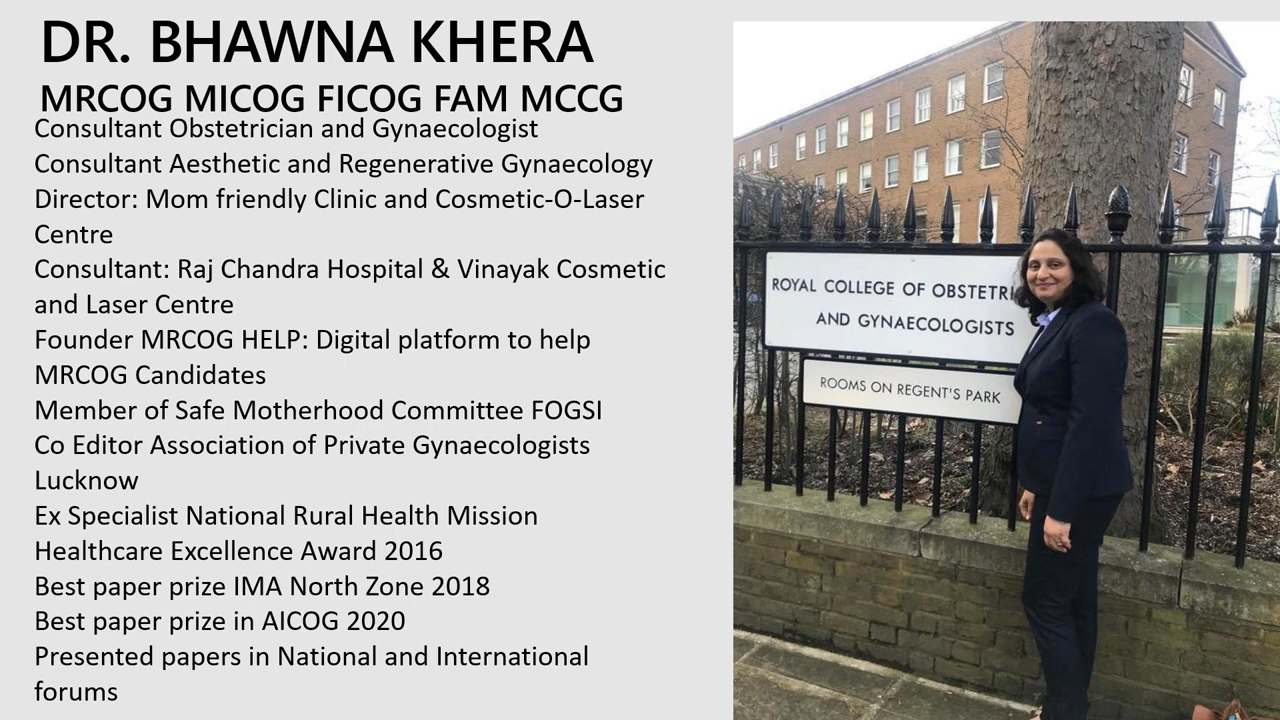 DR. BHAWNA KHERA
MRCOG MICOG FICOG FAM MCCG
Consultant Obstetrician and Gynaecologist
Consultant Aesthetic and Regenerative Gynaecology
Director: Mom friendly Clinic and Cosmetic-O-Laser
Centre
Consultant: Raj Chandra Hospital & Vinayak Cosmetic
and Laser Centre
Founder MRCOG HELP: Digital platform to help
MRCOG Candidates
Member of Safe Motherhood Committee FOGSI
Co Editor Association of Private Gynaecologists
Lucknow
Ex Specialist National Rural Health Mission
Healthcare Excellence Award 2016
Best paper prize IMA North Zone 2018
Best paper prize in AICOG 2020
Presented papers in National and International
forums
ROYAL COLLEGE OF OBSTETRI
AND GYNAECOLOGISTS
ROOMS ON REGENT'S PARK